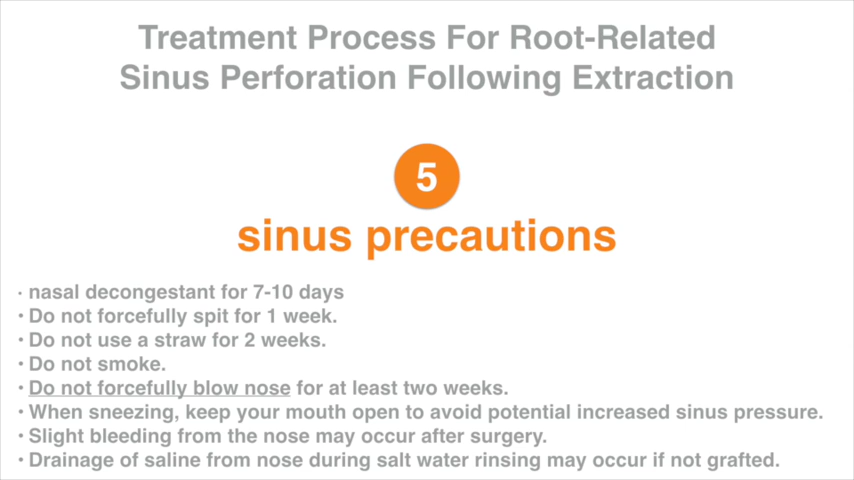 Treatment Process For Root-Related
Sinus Perforation Following Extraction
5
sinus precautions
· nasal decongestant for 7-10 days
• Do not forcefully spit for 1 week.
• Do not use a straw for 2 weeks.
• Do not smoke.
• Do not forcefully blow nose for at least two weeks.
• When sneezing, keep your mouth open to avoid potential increased sinus pressure.
• Slight bleeding from the nose may occur after surgery.
• Drainage of saline from nose during salt water rinsing may occur if not grafted.